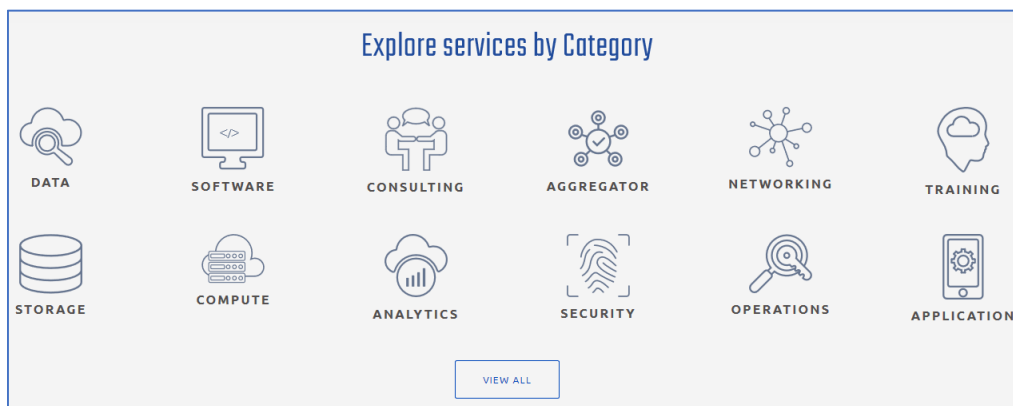 Explore services by Category
</>
DATA
SOFTWARE
CONSULTING
AGGREGATOR
NETWORKING
TRAINING
STORAGE
COMPUTE
ANALYTICS
SECURITY
OPERATIONS
APPLICATION
VIEW ALL